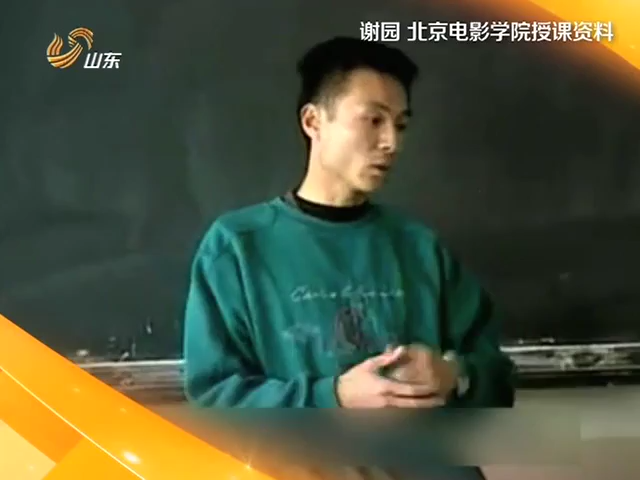 山东
谢园 北京电影学院授课资料